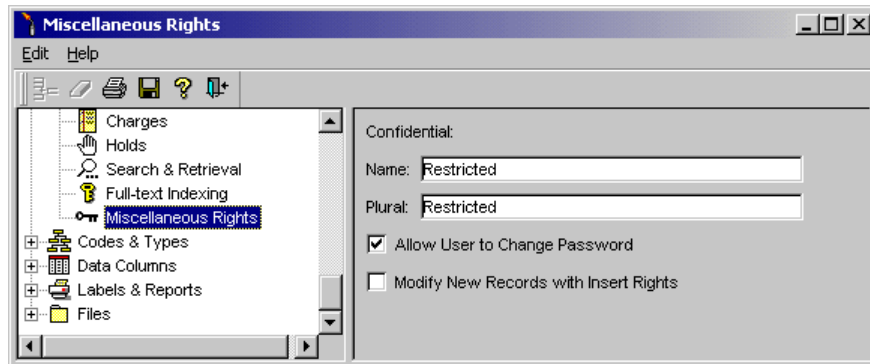 Miscellaneous Rights
Edit Help
Charges
Holds
Search & Retrieval
Full-text Indexing
Miscellaneous Rights
Codes & Types
Data Columns
Labels & Reports
Files
Confidential:
Name: Restricted
Plural: Restricted
Allow User to Change Password
Modify New Records with Insert Rights